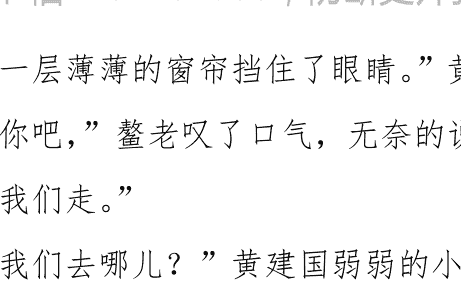 一层薄薄的窗帘挡住了眼睛。”
你吧,”鳌老叹了口气，无奈的说
我们走。”
我们去哪儿？”黄建国弱弱的小